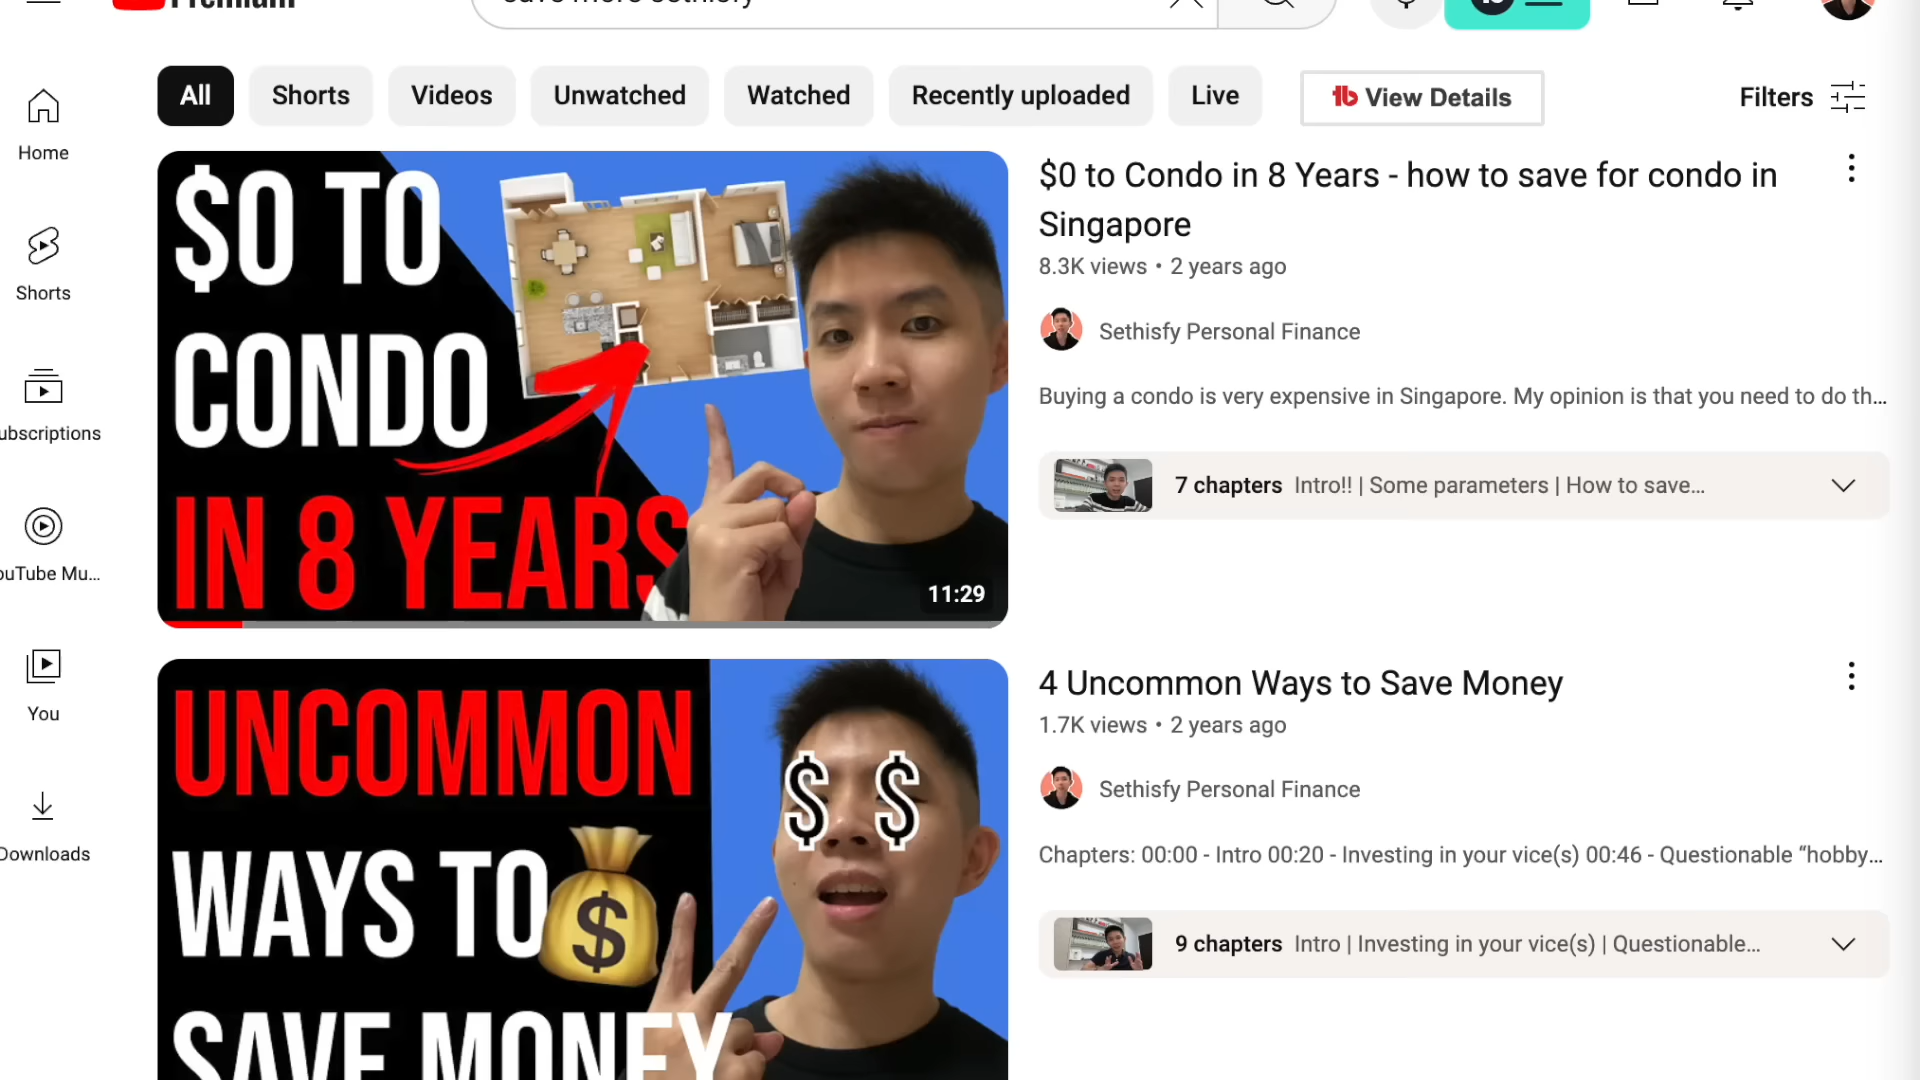 Premium
save more sethisfy
All
Shorts
Videos
Unwatched
Watched
Recently uploaded
Live
View Details
Filters
Home
Shorts
ubscriptions
ouTube Mu...
You
Downloads
$0 TO
CONDO
IN 8 YEARS
11:29
$0 to Condo in 8 Years - how to save for condo in
Singapore
8.3K views • 2 years ago
Sethisfy Personal Finance
Buying a condo is very expensive in Singapore. My opinion is that you need to do th...
7 chapters Intro!! | Some parameters | How to save...
UNCOMMON
WAYS TO
SAVE MONEY
4 Uncommon Ways to Save Money
1.7K views • 2 years ago
Sethisfy Personal Finance
Chapters: 00:00 - Intro 00:20 - Investing in your vice(s) 00:46 - Questionable “hobby...
9 chapters Intro | Investing in your vice(s) | Questionable...